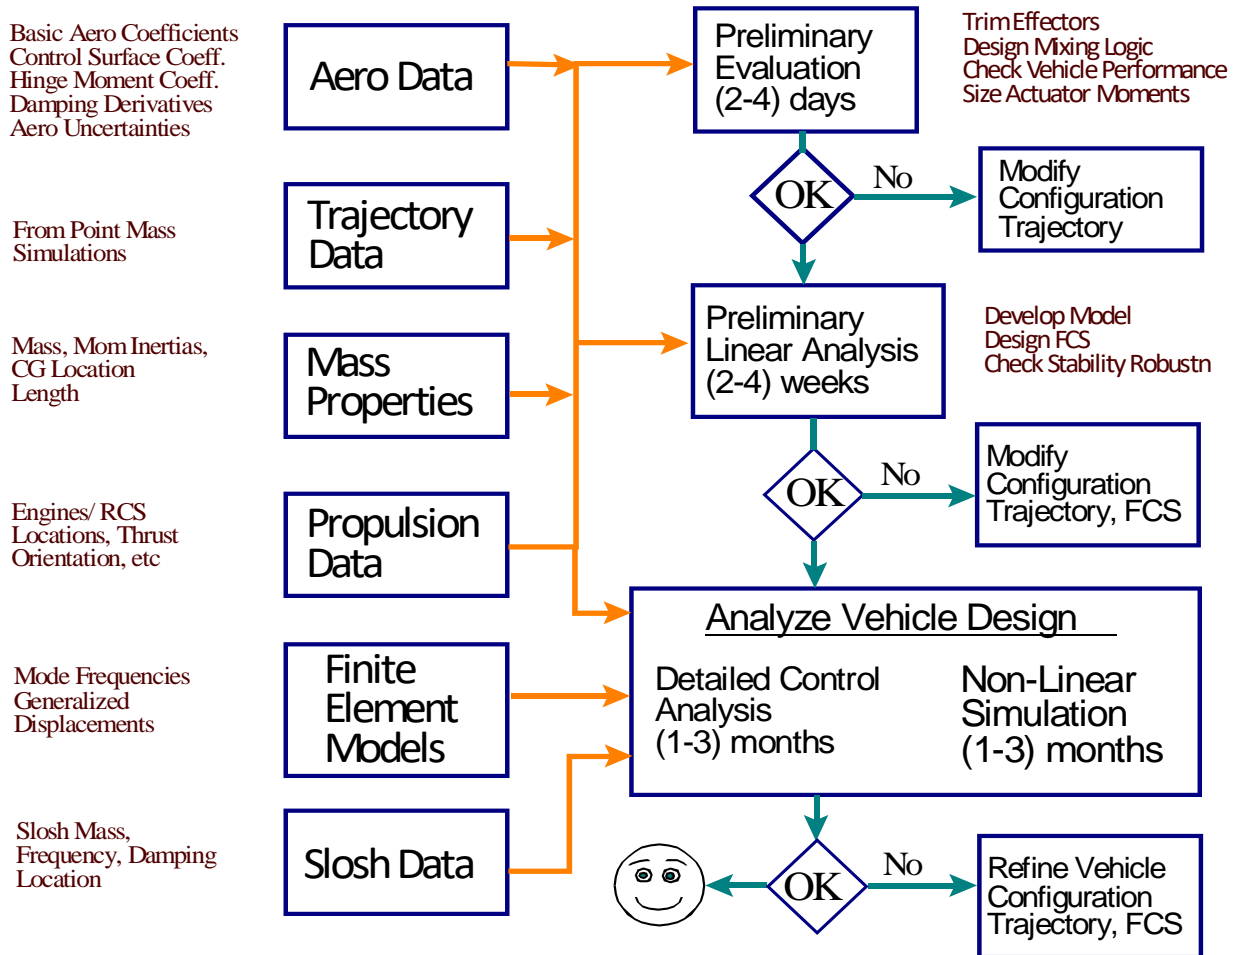 Basic Aero Coefficients
Control Surface Coeff.
Hinge Moment Coeff.
Damping Derivatives
Aero Uncertainties
Aero Data
Preliminary
Evaluation
(2-4) days
Trim Effectors
Design Mixing Logic
Check Vehicle Performance
Size Actuator Moments
OK
No
Modify
Configuration
Trajectory
From Point Mass
Simulations
Trajectory
Data
Mass, Mom Inertias,
CG Location
Length
Mass
Properties
Preliminary
Linear Analysis
(2-4) weeks
Develop Model
Design FCS
Check Stability Robustn
OK
No
Modify
Configuration
Trajectory, FCS
Engines/ RCS
Locations, Thrust
Orientation, etc
Propulsion
Data
Analyze Vehicle Design
Detailed Control
Analysis
(1-3) months
Non-Linear
Simulation
(1-3) months
Mode Frequencies
Generalized
Displacements
Finite
Element
Models
Slosh Mass,
Frequency, Damping
Location
Slosh Data
OK
No
Refine Vehicle
Configuration
Trajectory, FCS